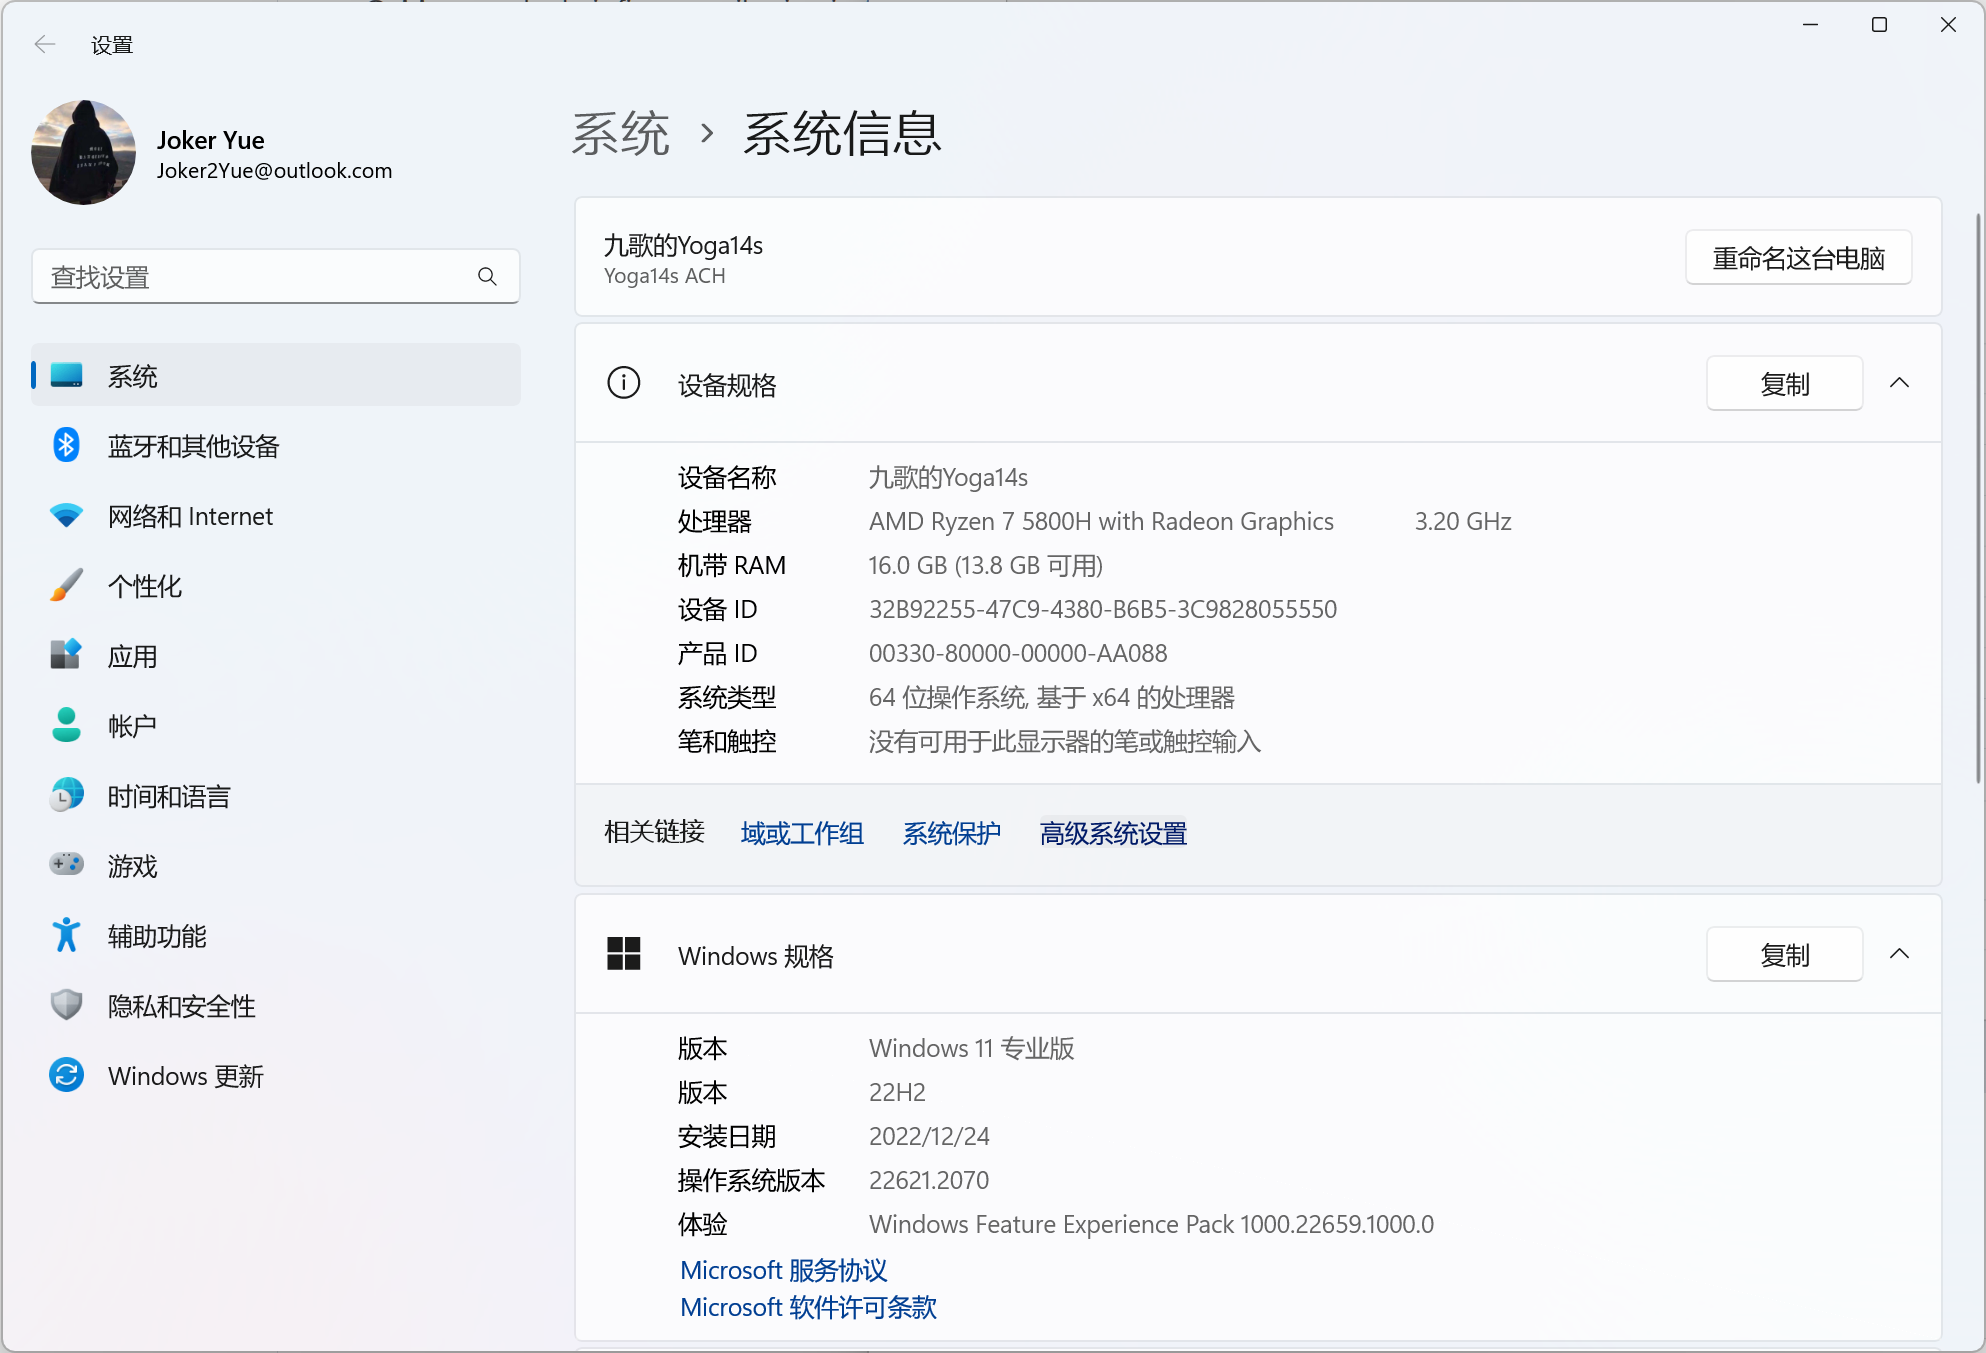 设置
Joker Yue
Joker2Yue@outlook.com
查找设置
系统
蓝牙和其他设备
网络和 Internet
个性化
应用
帐户
时间和语言
游戏
辅助功能
隐私和安全性
Windows 更新
系统 › 系统信息
九歌的Yoga14s
Yoga14s ACH
重命名这台电脑
设备规格
复制
设备名称 九歌的Yoga14s
处理器 AMD Ryzen 7 5800H with Radeon Graphics 3.20 GHz
机带 RAM 16.0 GB (13.8 GB 可用)
设备 ID 32B92255-47C9-4380-B6B5-3C9828055550
产品 ID 00330-80000-00000-AA088
系统类型 64 位操作系统, 基于 x64 的处理器
笔和触控 没有可用于此显示器的笔或触控输入
相关链接 域或工作组 系统保护 高级系统设置
Windows 规格
复制
版本 Windows 11 专业版
版本 22H2
安装日期 2022/12/24
操作系统版本 22621.2070
体验 Windows Feature Experience Pack 1000.22659.1000.0
Microsoft 服务协议
Microsoft 软件许可条款